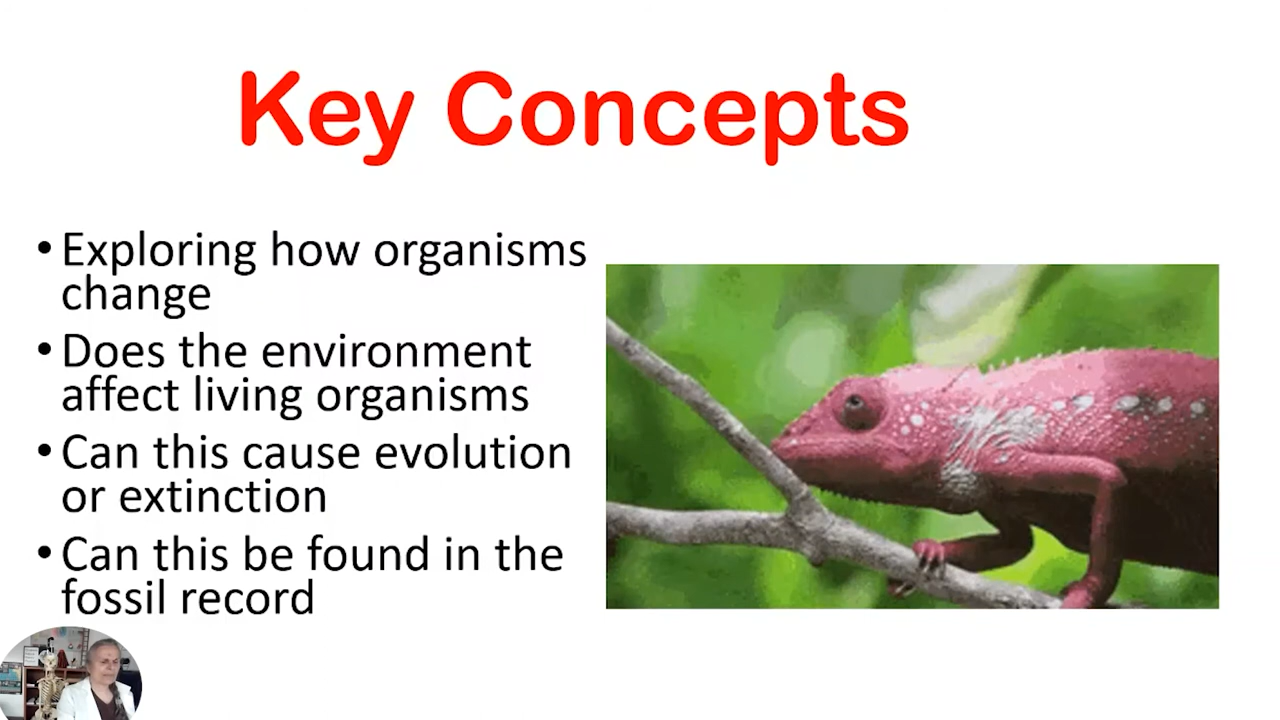 Key Concepts
• Exploring how organisms
change
• Does the environment
affect living organisms
• Can this cause evolution
or extinction
• Can this be found in the
fossil record